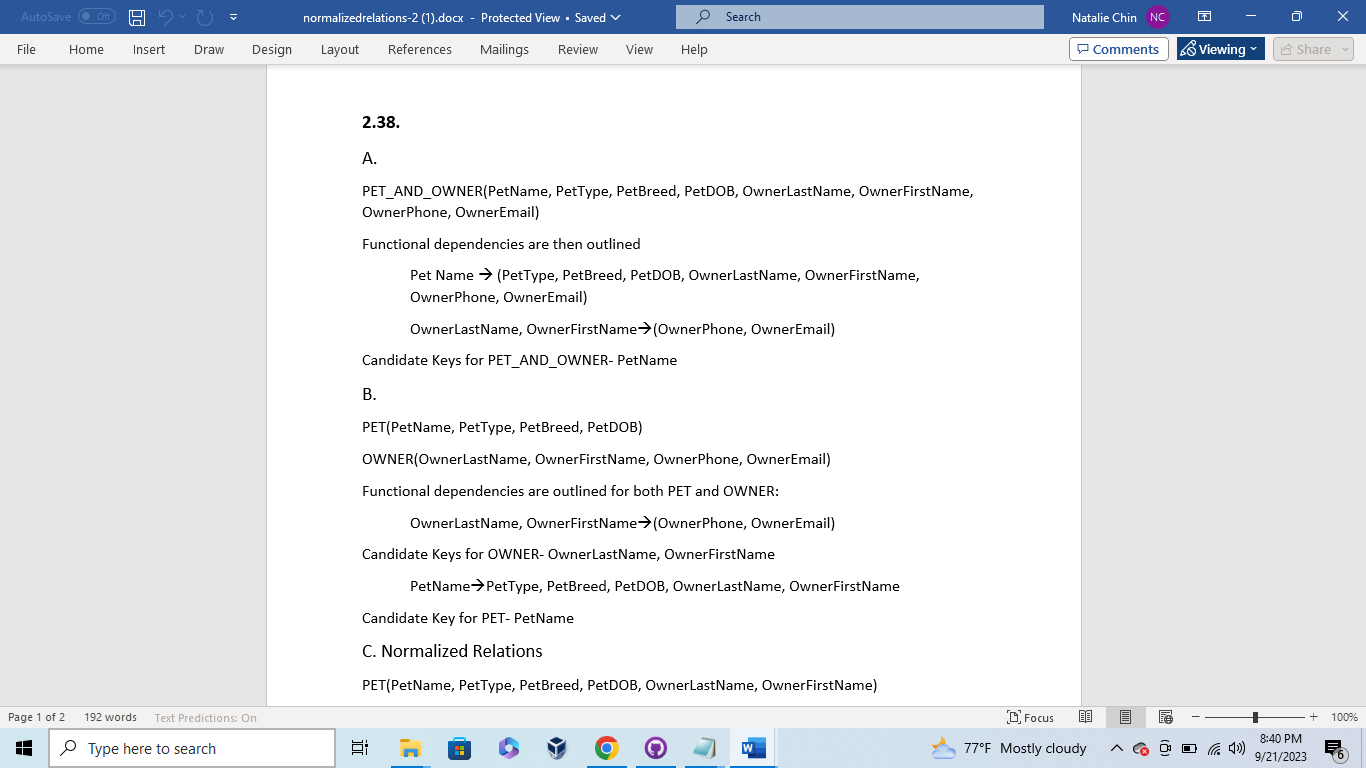 AutoSave Off normalizedrelations-2 (1).docx - Protected View • Saved Search Natalie Chin NC
File Home Insert Draw Design Layout References Mailings Review View Help Comments Viewing Share
2.38.
A.
PET_AND_OWNER(PetName, PetType, PetBreed, PetDOB, OwnerLastName, OwnerFirstName,
OwnerPhone, OwnerEmail)
Functional dependencies are then outlined
Pet Name → (PetType, PetBreed, PetDOB, OwnerLastName, OwnerFirstName,
OwnerPhone, OwnerEmail)
OwnerLastName, OwnerFirstName→(OwnerPhone, OwnerEmail)
Candidate Keys for PET_AND_OWNER- PetName
B.
PET(PetName, PetType, PetBreed, PetDOB)
OWNER(OwnerLastName, OwnerFirstName, OwnerPhone, OwnerEmail)
Functional dependencies are outlined for both PET and OWNER:
OwnerLastName, OwnerFirstName→(OwnerPhone, OwnerEmail)
Candidate Keys for OWNER- OwnerLastName, OwnerFirstName
PetName→PetType, PetBreed, PetDOB, OwnerLastName, OwnerFirstName
Candidate Key for PET- PetName
C. Normalized Relations
PET(PetName, PetType, PetBreed, PetDOB, OwnerLastName, OwnerFirstName)
Page 1 of 2 192 words Text Predictions: On Focus 100%
Type here to search 77°F Mostly cloudy 8:40 PM
9/21/2023 6